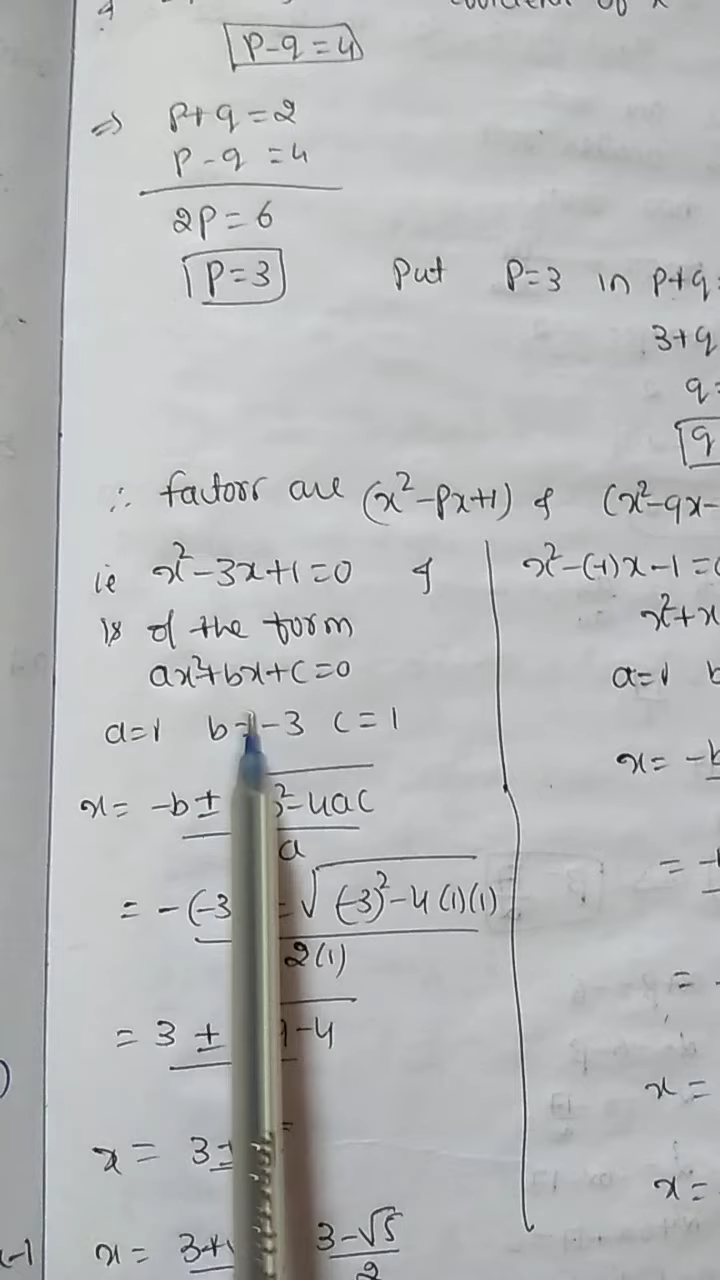 P-q=4
⇒ P+q=2
P-q=4
2P=6
P=3 Put P=3 in P+q
3+q
q=
q
∴ factors are (x²-Px+1) & (x²-qx-
ie x²-3x+1=0 &
is of the form
ax²+bx+c=0
a=1 b=-3 c=1
x= -b± ²-4ac
a
= -(-3 √(-3)²-4(1)(1)
2(1)
= 3± -4
x= 3±
x= 3+ 3-√5
2
x²-(-1)x-1=
x²+x
a=1 b
x= -b
= -b
=
x=
x=